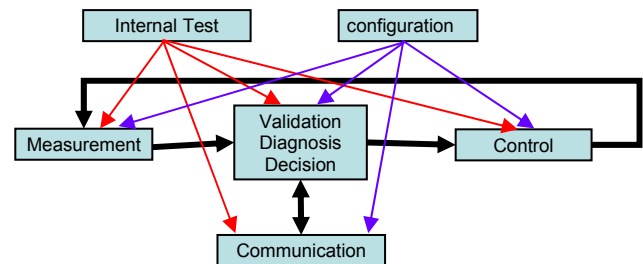 Internal Test
configuration
Measurement
Validation
Diagnosis
Decision
Control
Communication